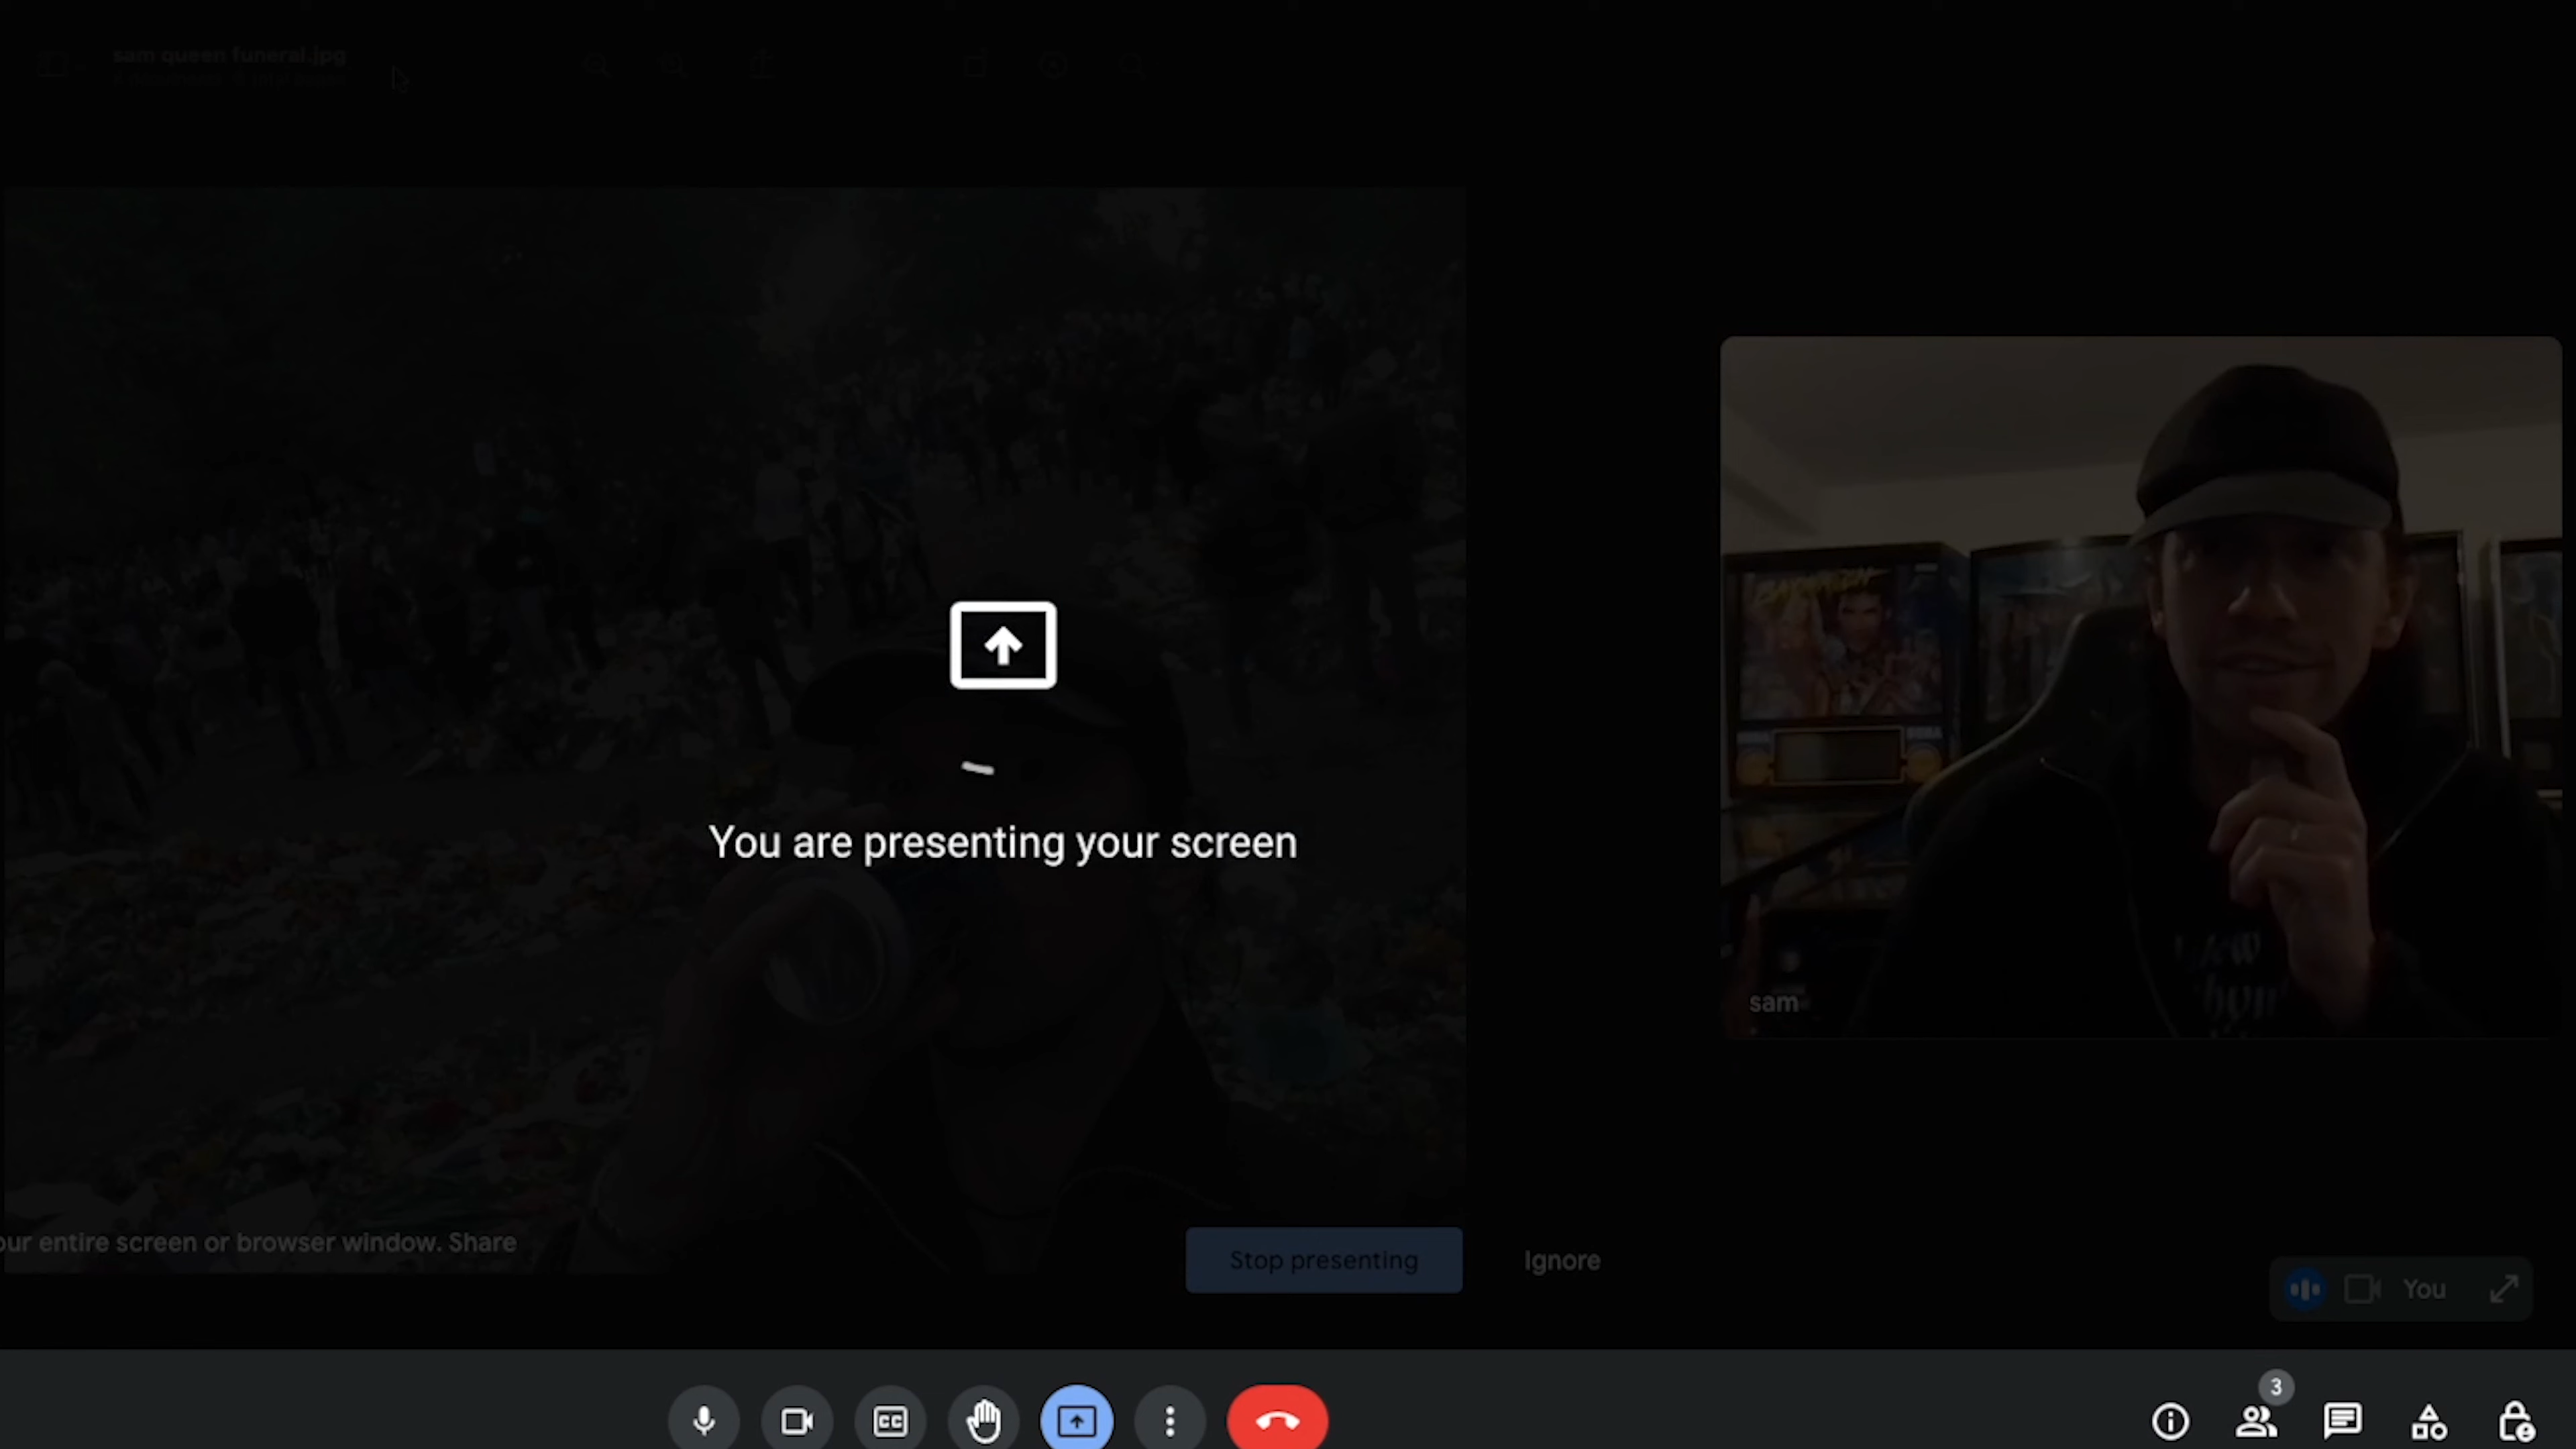 sam queen funeral.jpg
You are presenting your screen
sam
our entire screen or browser window. Share
Stop presenting
Ignore
You
3
CC